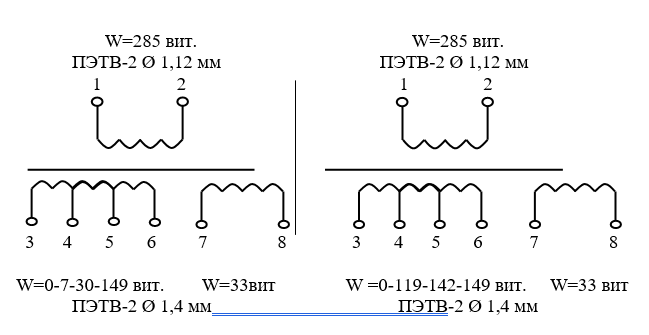 W=285 вит.
ПЭТВ-2 Ø 1,12 мм
1 2
3 4 5 6 7 8
W=0-7-30-149 вит. W=33вит
ПЭТВ-2 Ø 1,4 мм
W=285 вит.
ПЭТВ-2 Ø 1,12 мм
1 2
3 4 5 6 7 8
W =0-119-142-149 вит. W=33 вит
ПЭТВ-2 Ø 1,4 мм